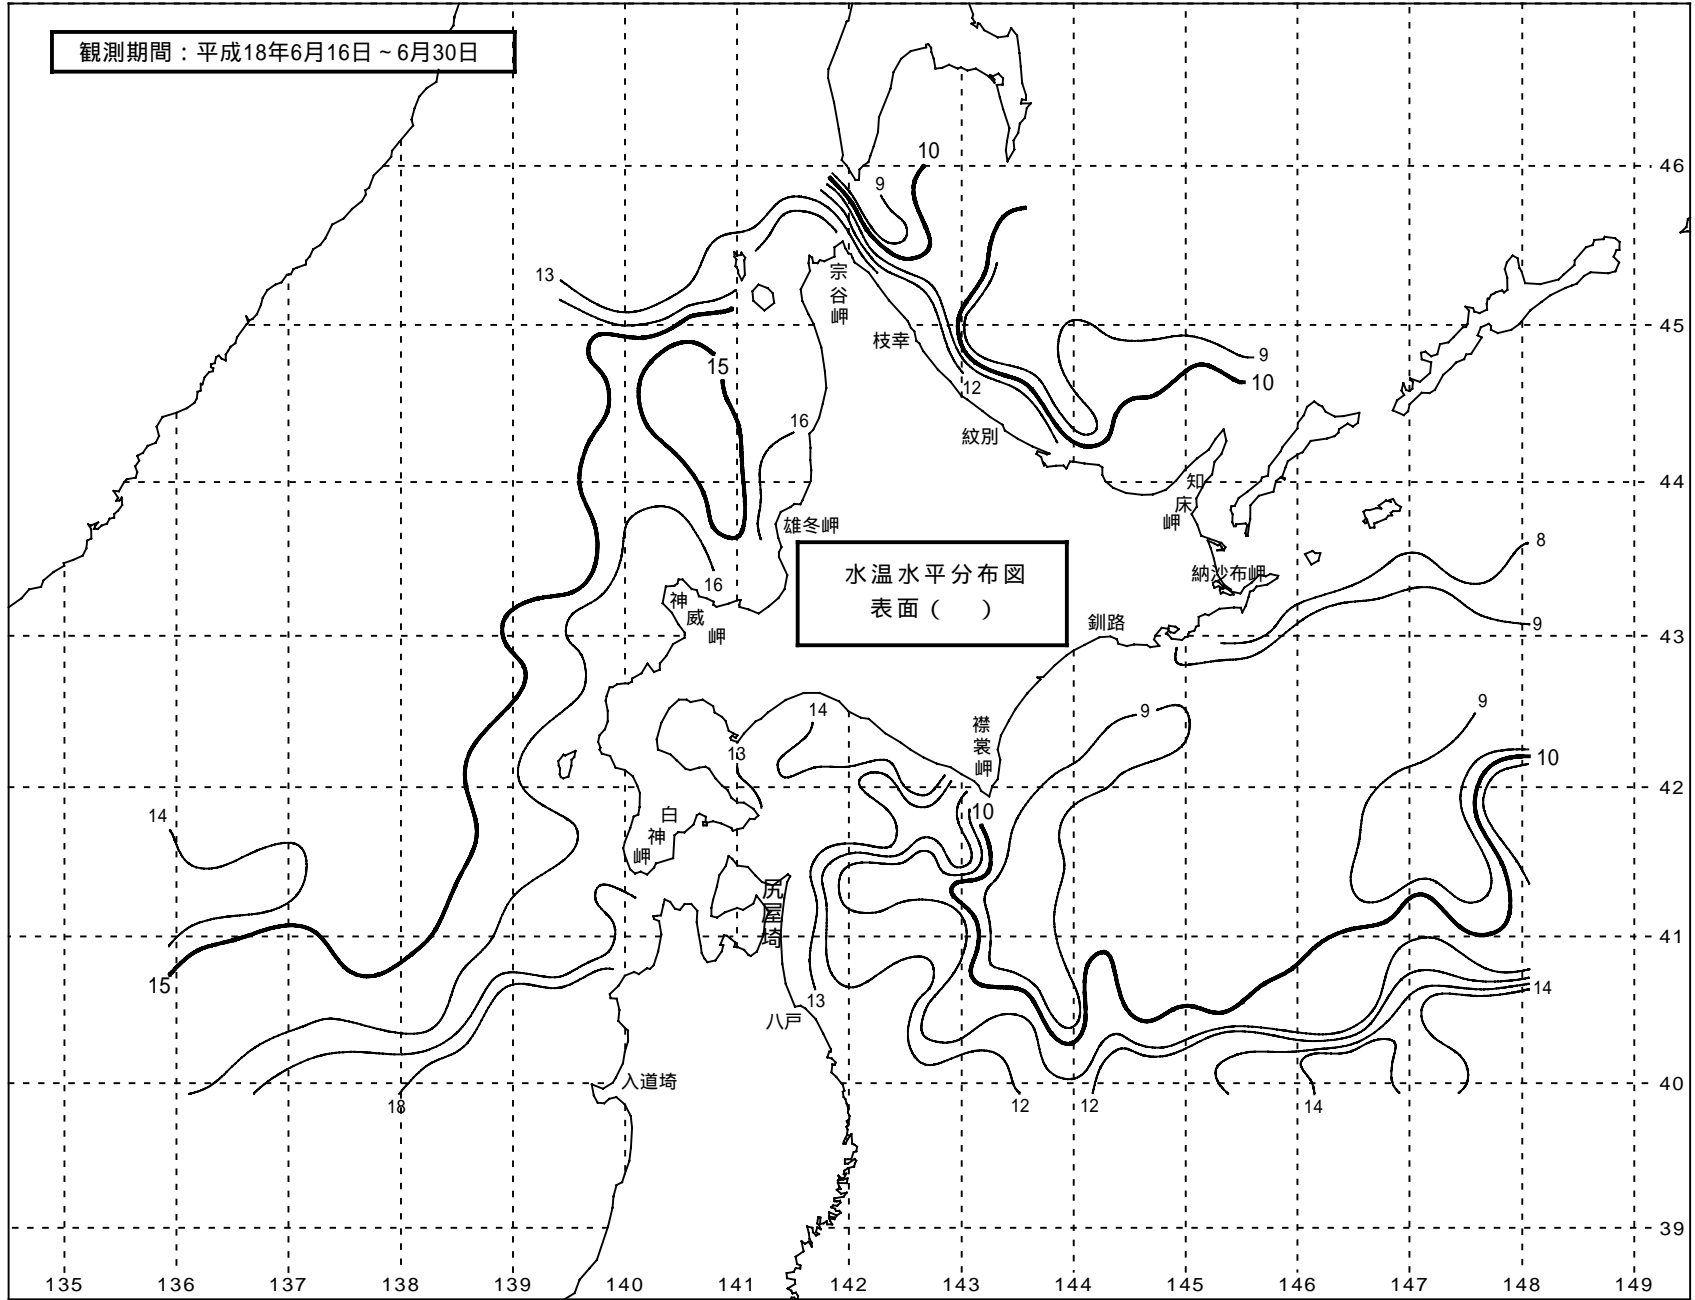 観測期間：平成18年6月16日～6月30日
10
46
9
13
宗谷岬
45
枝幸
9
15
10
12
16
紋別
44
知床岬
雄冬岬
8
水温水平分布図
表面（　）
納沙布岬
16
神威岬
釧路
9
43
14
9
9
襟裳岬
13
10
42
14
白神岬
10
尻屋埼
41
15
13
14
八戸
入道埼
40
18
12
12
14
39
135 136 137 138 139 140 141 142 143 144 145 146 147 148 149